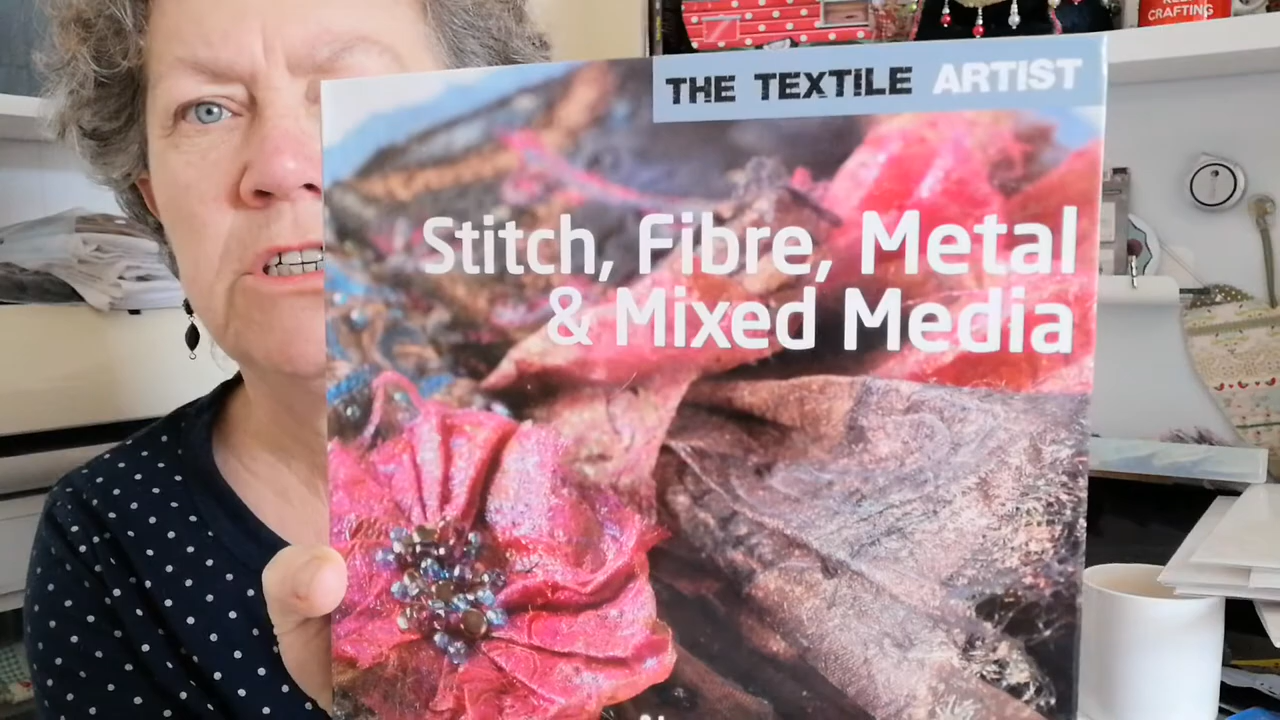 CRAFTING
THE TEXTILE ARTIST
Stitch, Fibre, Metal
& Mixed Media